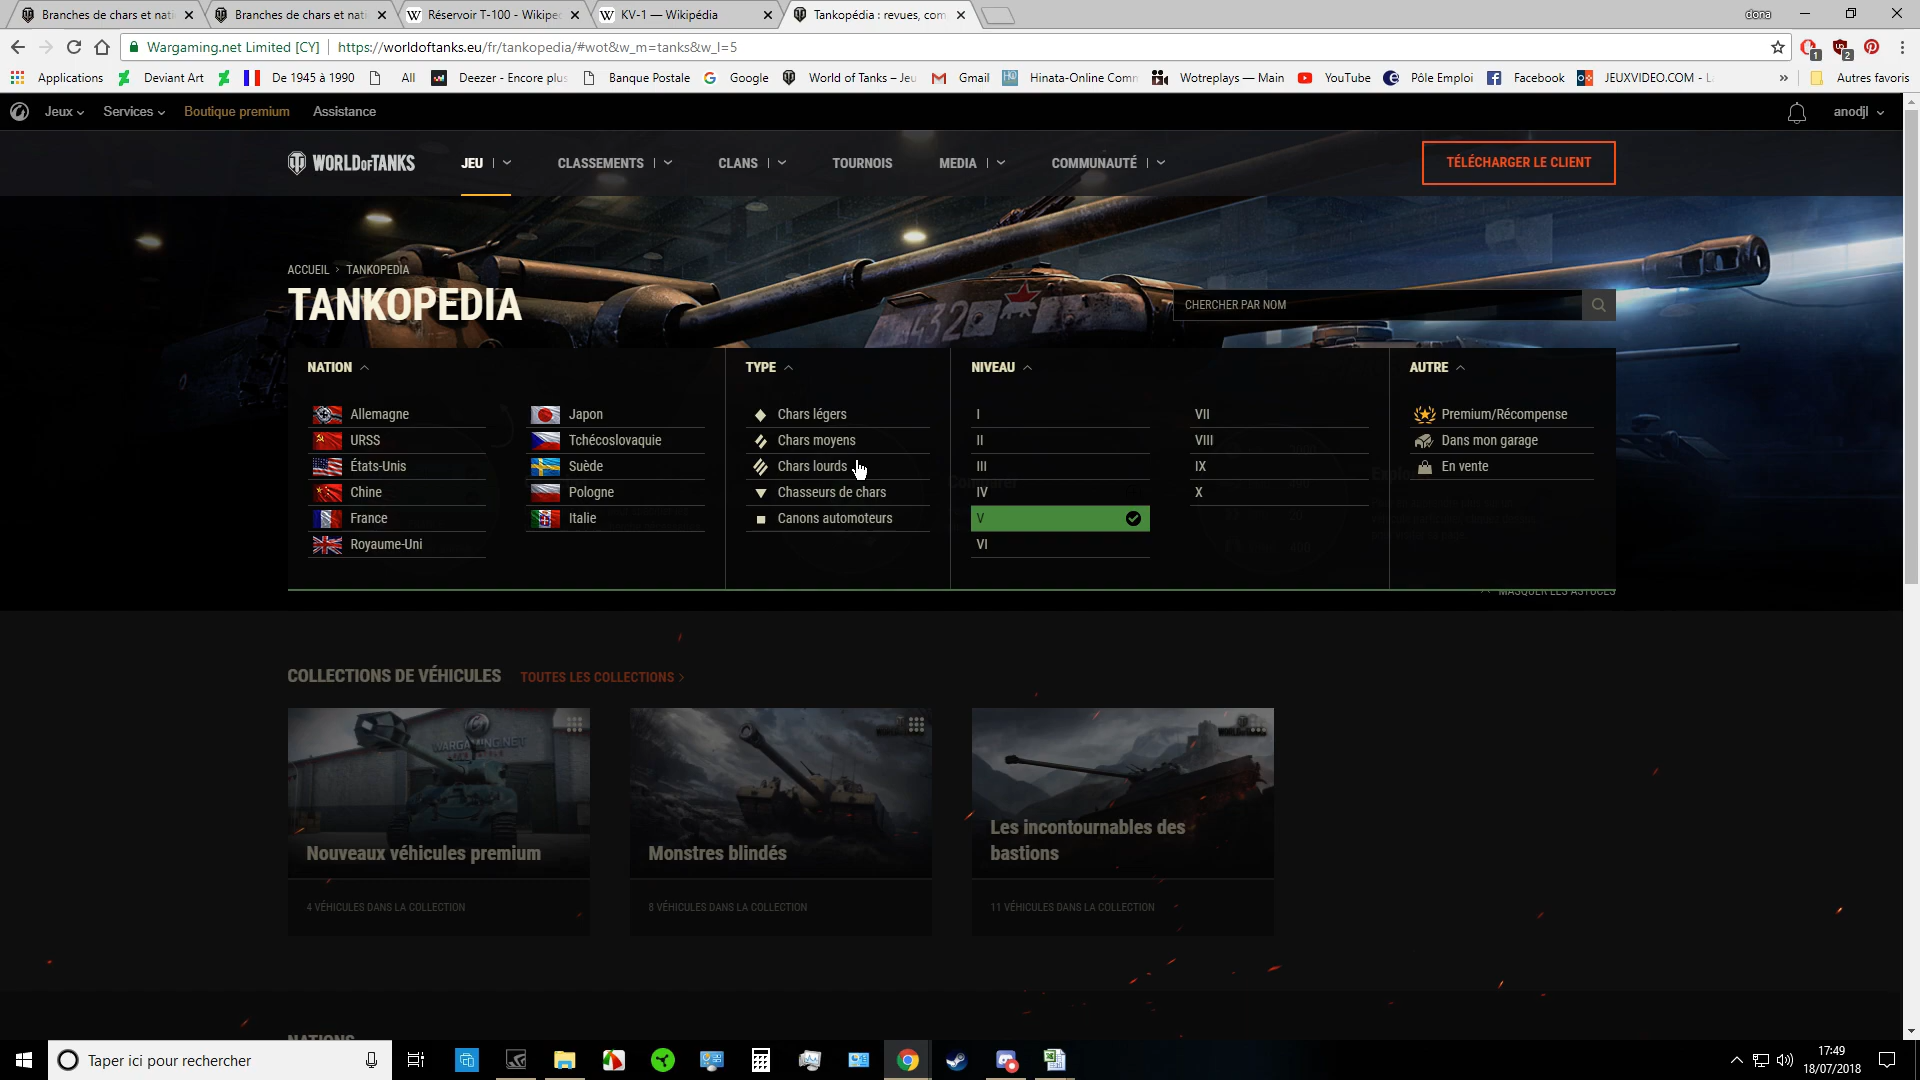 Branches de chars et nati
Branches de chars et nati
Réservoir T-100 - Wikiped
KV-1 — Wikipédia
Tankopédia : revues, com
dona
Wargaming.net Limited [CY]
https://worldoftanks.eu/fr/tankopedia/#wot&w_m=tanks&w_l=5
Applications
Deviant Art
De 1945 à 1990
All
Deezer - Encore plus
Banque Postale
Google
World of Tanks – Jeu
Gmail
Hinata-Online Comm
Wotreplays — Main
YouTube
Pôle Emploi
Facebook
JEUXVIDEO.COM - L
Autres favoris
Jeux
Services
Boutique premium
Assistance
anodjl
WORLD OF TANKS
JEU
CLASSEMENTS
CLANS
TOURNOIS
MEDIA
COMMUNAUTÉ
TÉLÉCHARGER LE CLIENT
ACCUEIL > TANKOPEDIA
TANKOPEDIA
432
CHERCHER PAR NOM
NATION
Allemagne
URSS
États-Unis
Chine
France
Royaume-Uni
Japon
Tchécoslovaquie
Suède
Pologne
Italie
TYPE
Chars légers
Chars moyens
Chars lourds
Chasseurs de chars
Canons automoteurs
NIVEAU
I
II
III
IV
V
VI
VII
VIII
IX
X
AUTRE
Premium/Récompense
Dans mon garage
En vente
MASQUER LES ASTUCES
COLLECTIONS DE VÉHICULES
TOUTES LES COLLECTIONS >
WARGAMING.NET
Nouveaux véhicules premium
4 VÉHICULES DANS LA COLLECTION
Monstres blindés
8 VÉHICULES DANS LA COLLECTION
Les incontournables des
bastions
11 VÉHICULES DANS LA COLLECTION
NATIONS
Taper ici pour rechercher
17:49
18/07/2018